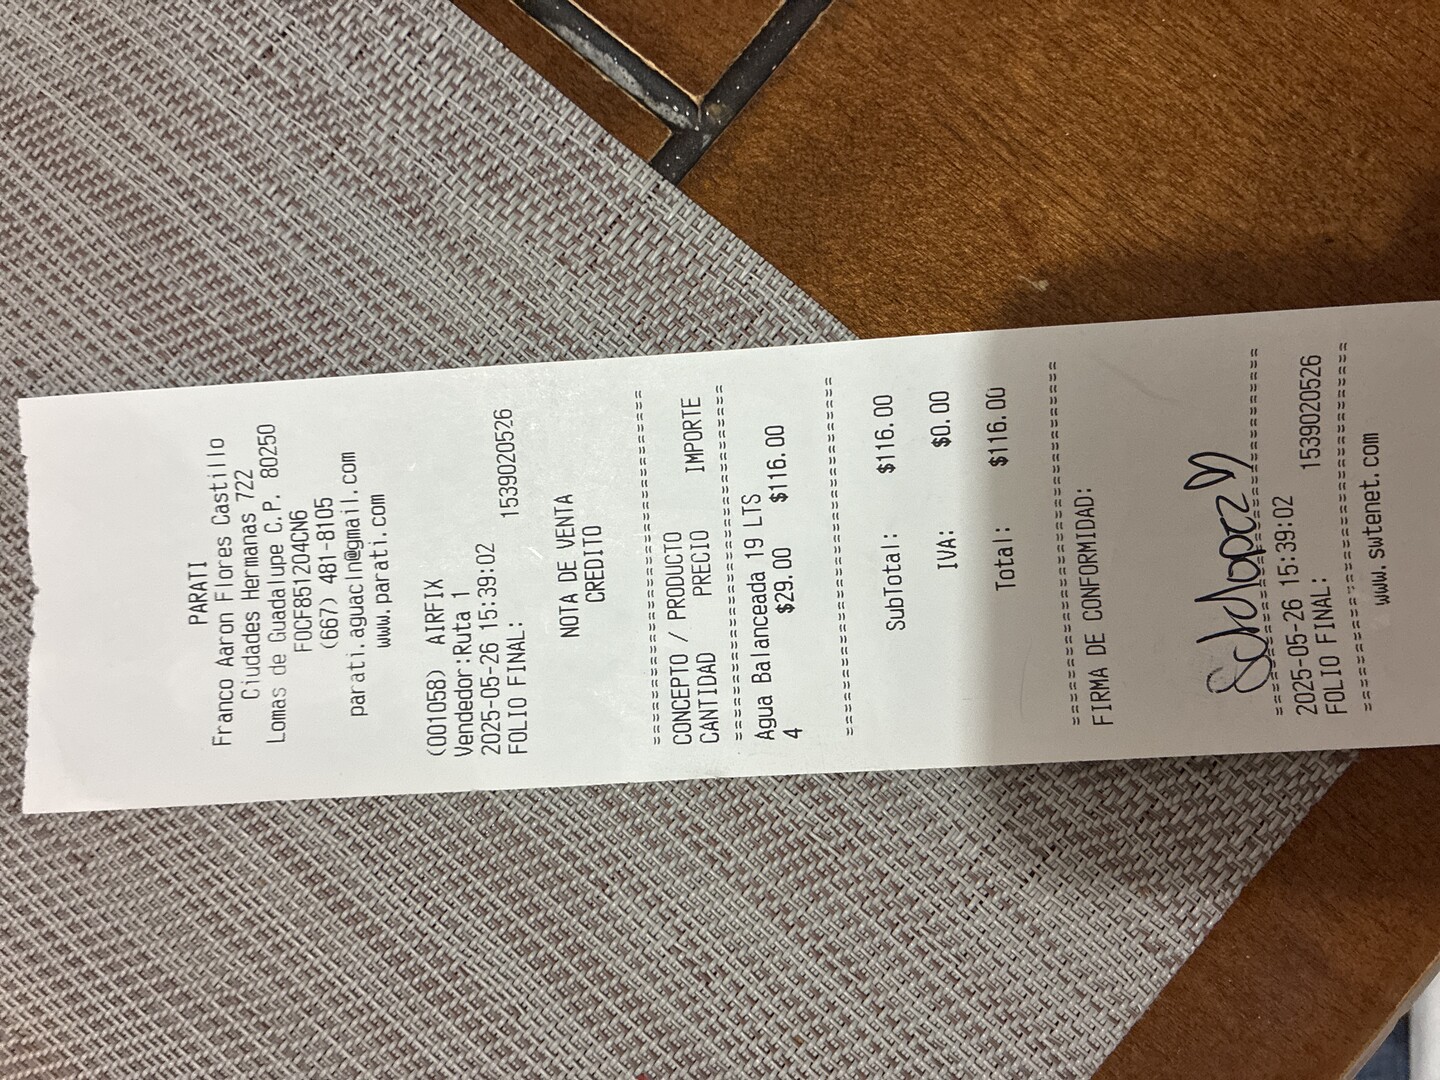 PARATI
Franco Aaron Flores Castillo
Ciudades Hermanas 722
Lomas de Guadalupe C.P. 80250
FOCF851204CN6
(667) 481-8105
parati.aguacln@gmail.com
www.parati.com
(001058) AIRFIX
Vendedor:Ruta 1
2025-05-26 15:39:02
FOLIO FINAL: 1539020526
NOTA DE VENTA
CREDITO
==============================
CONCEPTO / PRODUCTO
CANTIDAD PRECIO IMPORTE
==============================
Agua Balanceada 19 LTS
4 $29.00 $116.00
==============================
SubTotal: $116.00
IVA: $0.00
Total: $116.00
==============================
FIRMA DE CONFORMIDAD:
==============================
2025-05-26 15:39:02
FOLIO FINAL: 1539020526
==============================
www.swtenet.com